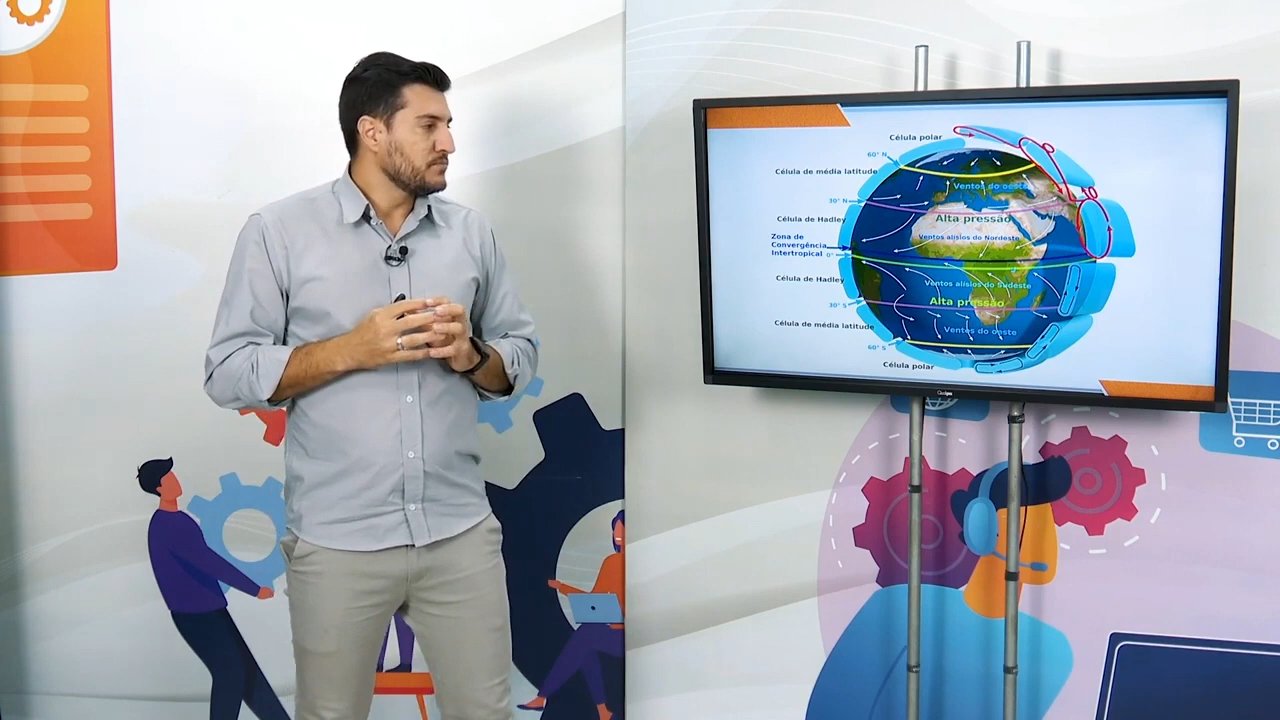 Célula polar
60° N
Célula de média latitude
Ventos do oeste
30° N
Alta pressão
Célula de Hadley
Ventos alísios do Nordeste
Zona de
Convergência
Intertropical
0°
Célula de Hadley
Ventos alísios do Sudeste
30° S
Alta pressão
Célula de média latitude
Ventos do oeste
60° S
Célula polar